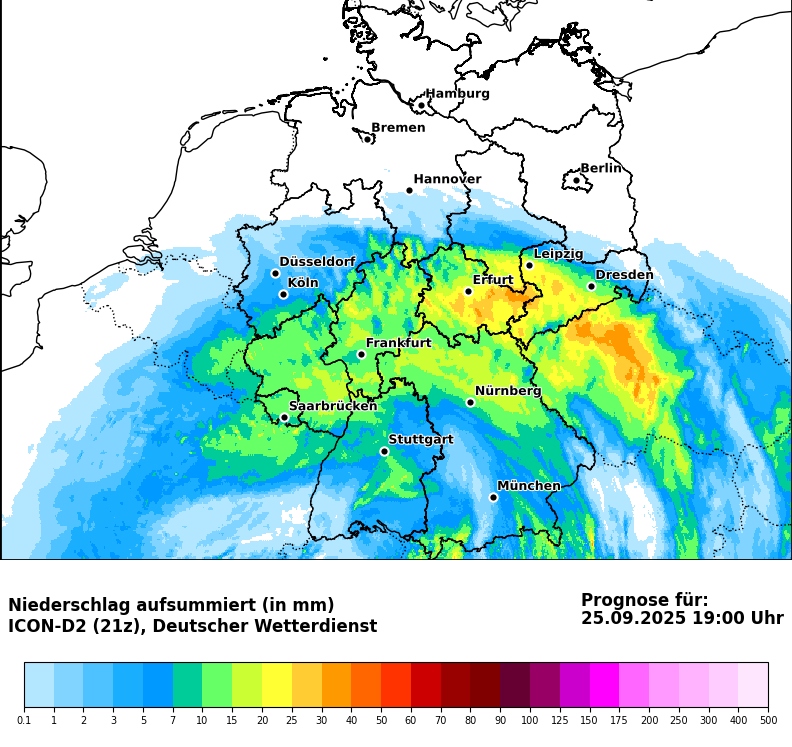 Hamburg
Bremen
Berlin
Hannover
Leipzig
Düsseldorf
Dresden
Köln
Erfurt
Frankfurt
Nürnberg
Saarbrücken
Stuttgart
München
Niederschlag aufsummiert (in mm)
ICON-D2 (21z), Deutscher Wetterdienst
Prognose für:
25.09.2025 19:00 Uhr
0.1 1 2 3 5 7 10 15 20 25 30 40 50 60 70 80 90 100 125 150 175 200 250 300 400 500